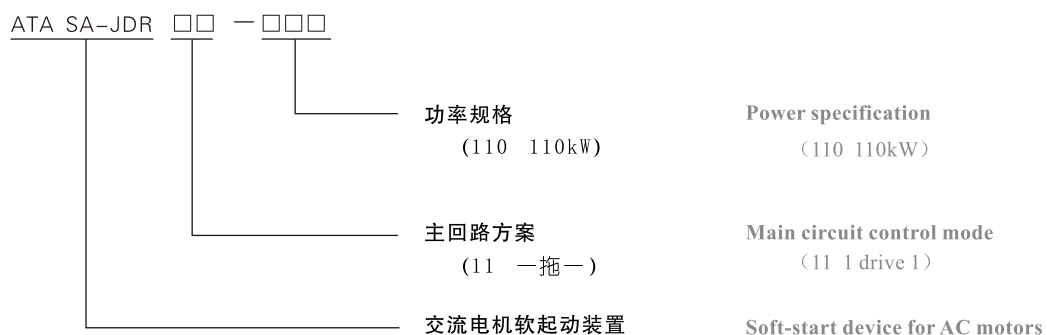 ATA SA-JDR □□ -□□□
功率规格 Power specification
(110 110kW) （110 110kW）
主回路方案 Main circuit control mode
(11 一拖一) （11 1 drive 1）
交流电机软起动装置 Soft-start device for AC motors